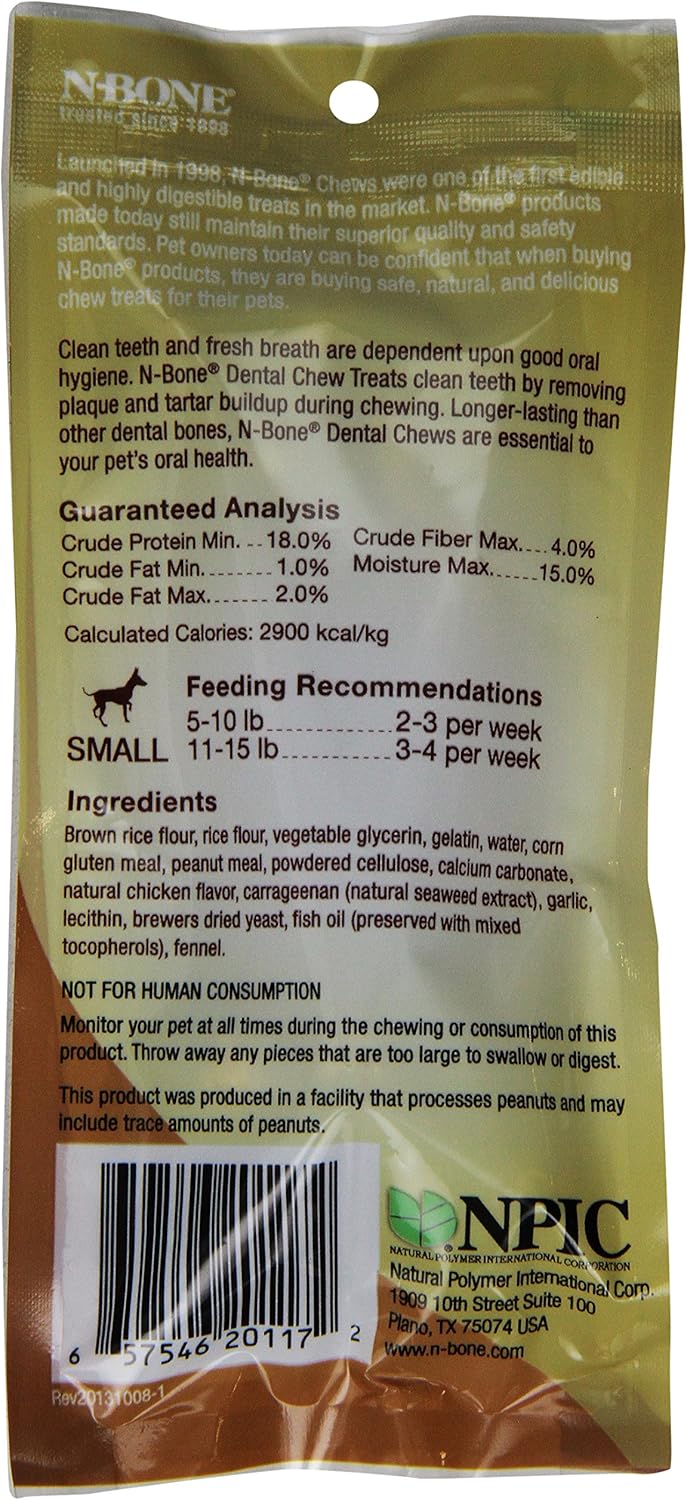 N-BONE®
trusted since 1998
Launched in 1998, N-Bone® Chews were one of the first edible
and highly digestible treats in the market. N-Bone® products
made today still maintain their superior quality and safety
standards. Pet owners today can be confident that when buying
N-Bone® products, they are buying safe, natural, and delicious
chew treats for their pets.
Clean teeth and fresh breath are dependent upon good oral
hygiene. N-Bone® Dental Chew Treats clean teeth by removing
plaque and tartar buildup during chewing. Longer-lasting than
other dental bones, N-Bone® Dental Chews are essential to
your pet's oral health.
Guaranteed Analysis
Crude Protein Min. ...18.0% Crude Fiber Max....4.0%
Crude Fat Min..............1.0% Moisture Max.......15.0%
Crude Fat Max............ 2.0%
Calculated Calories: 2900 kcal/kg
Feeding Recommendations
5-10 lb....................2-3 per week
SMALL 11-15 lb..................3-4 per week
Ingredients
Brown rice flour, rice flour, vegetable glycerin, gelatin, water, corn
gluten meal, peanut meal, powdered cellulose, calcium carbonate,
natural chicken flavor, carrageenan (natural seaweed extract), garlic,
lecithin, brewers dried yeast, fish oil (preserved with mixed
tocopherols), fennel.
NOT FOR HUMAN CONSUMPTION
Monitor your pet at all times during the chewing or consumption of this
product. Throw away any pieces that are too large to swallow or digest.
This product was produced in a facility that processes peanuts and may
include trace amounts of peanuts.
NPIC
NATURAL POLYMER INTERNATIONAL CORPORATION
Natural Polymer International Corp.
1909 10th Street Suite 100
Plano, TX 75074 USA
www.n-bone.com
6 57546 20117 2
Rev20131008-1